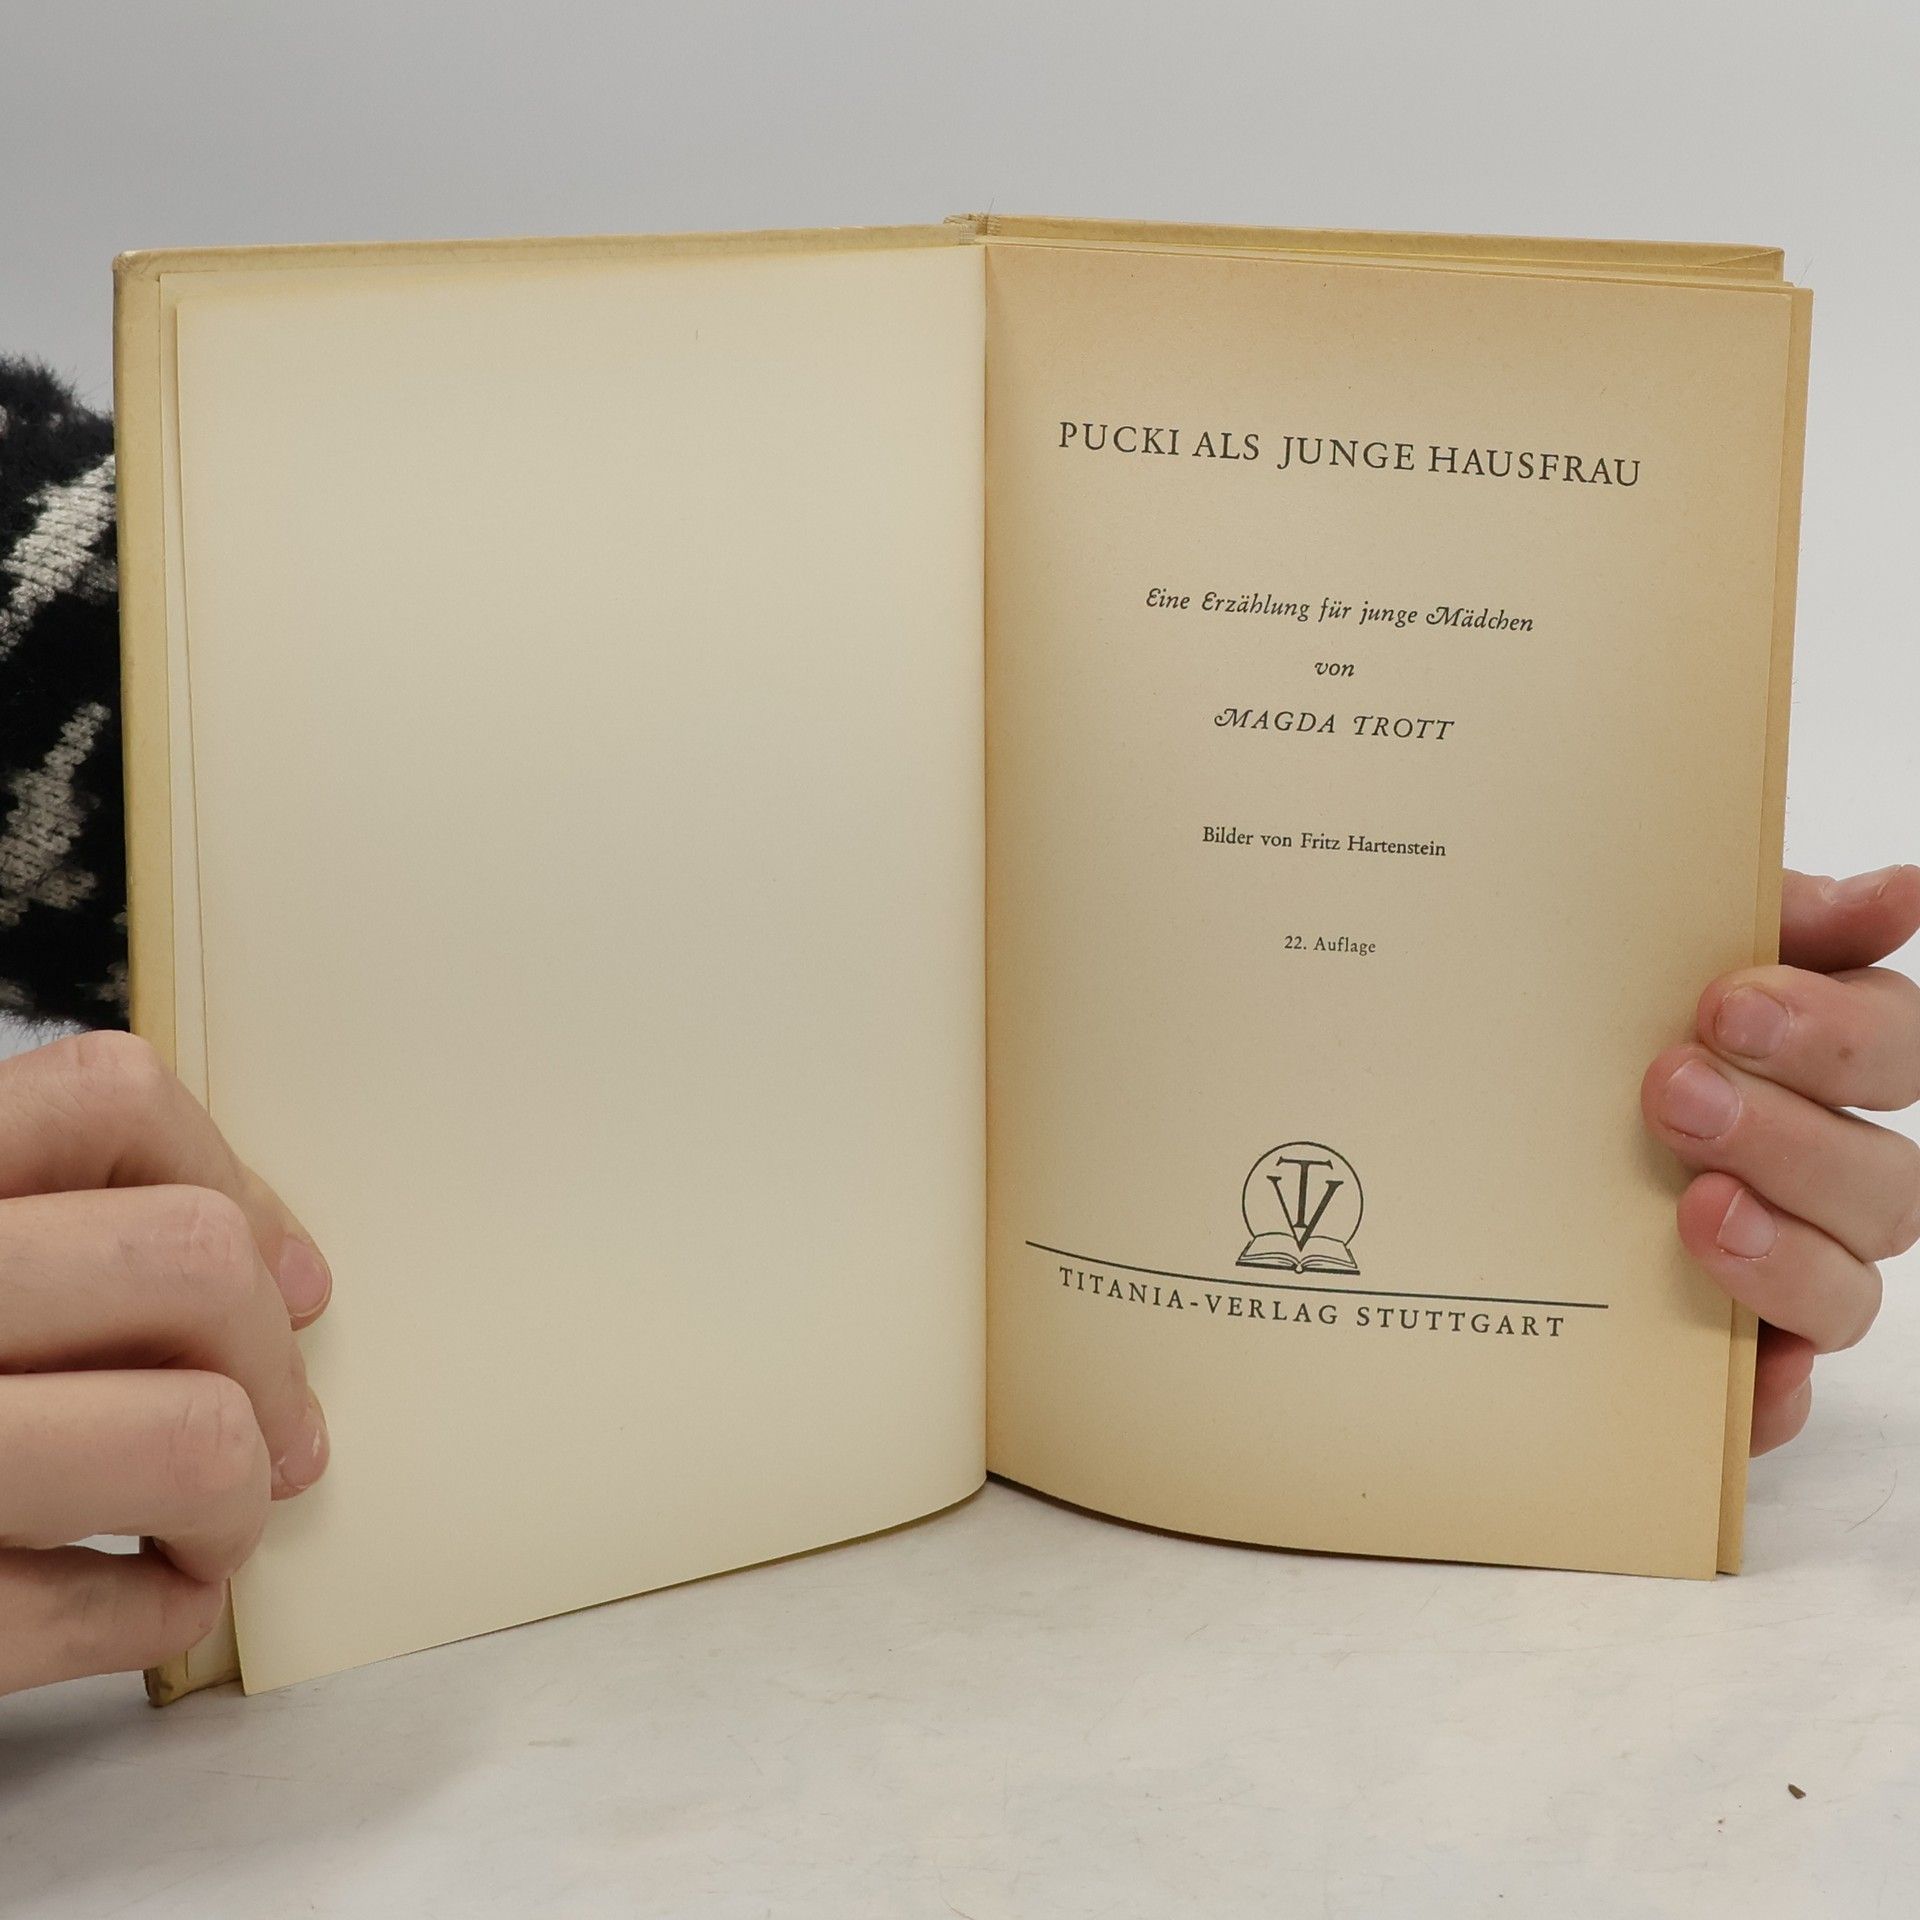 PUCKI ALS JUNGE HAUSFRAU
Eine Erzählung für junge Mädchen
von
MAGDA TROTT
Bilder von Fritz Hartenstein
22. Auflage
TV
TITANIA-VERLAG STUTTGART